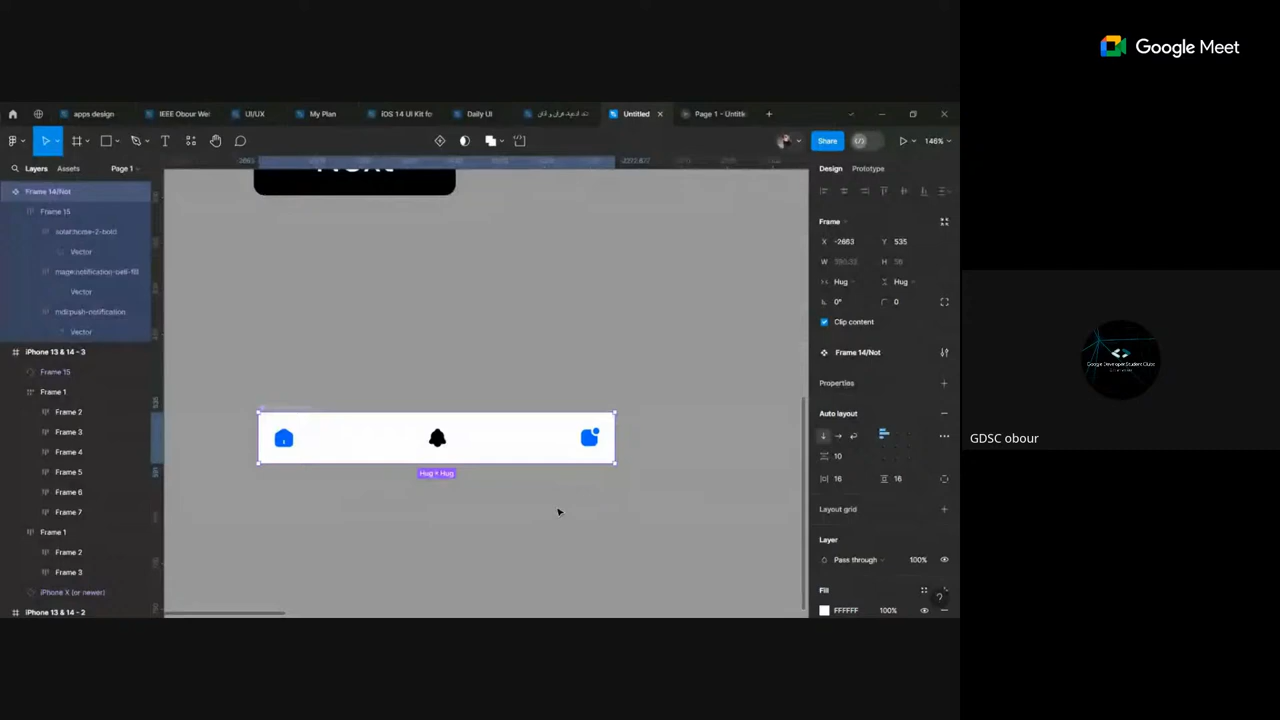 Google Meet
apps design
IEEE Obour Wei
UI/UX
My Plan
iOS 14 UI Kit fo
Daily UI
Untitled
Page 1 - Untitle
Share
146%
Layers
Assets
Page 1
Design
Prototype
Frame 14/Not
Frame 15
solar:home-2-bold
Vector
mage:notification-bell-fill
Vector
mdi:push-notification
Vector
iPhone 13 & 14 - 3
Frame 15
Frame 1
Frame 2
Frame 3
Frame 4
Frame 5
Frame 6
Frame 7
Frame 1
Frame 2
Frame 3
iPhone X (or newer)
iPhone 13 & 14 - 2
Hug × Hug
Frame
X -2663 Y 535
W H
Hug Hug
0° 0
Clip content
Frame 14/Not
Properties
Auto layout
10
16 16
Layout grid
Layer
Pass through 100%
Fill
FFFFFF 100%
GDSC obour
Google Developer Student Clubs